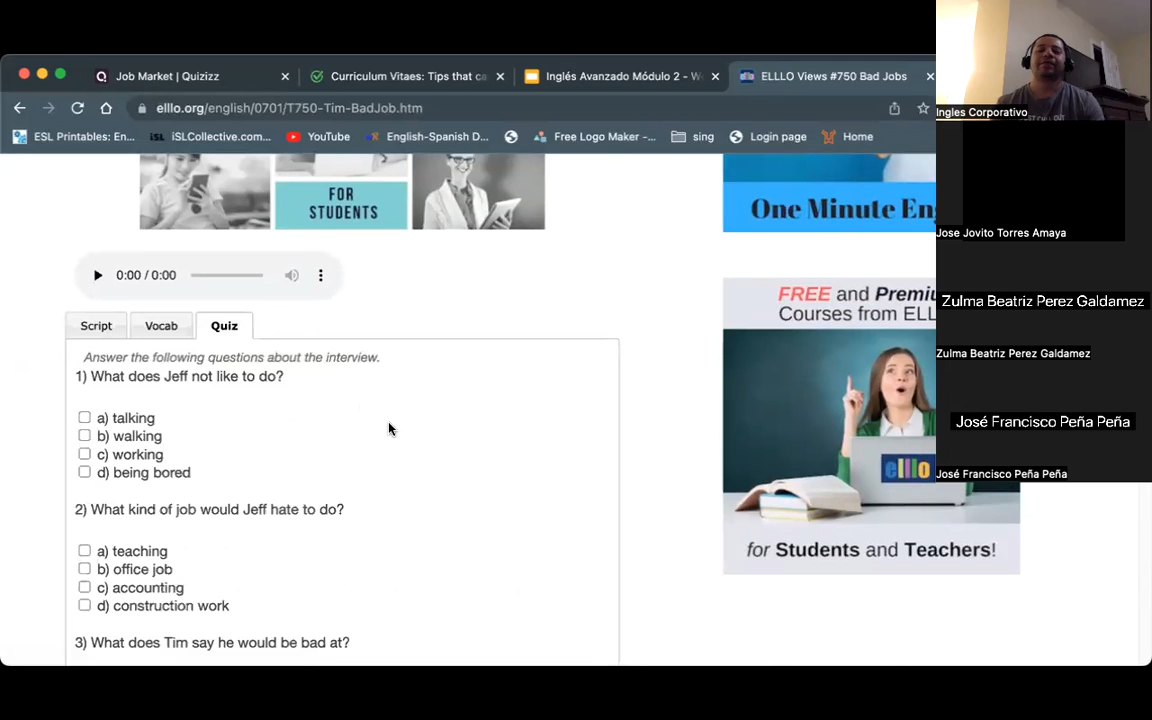 Job Market | Quizizz
Curriculum Vitaes: Tips that ca
Inglés Avanzado Módulo 2 - W
ELLLO Views #750 Bad Jobs
elllo.org/english/0701/T750-Tim-BadJob.htm
ESL Printables: En...
iSL
iSLCollective.com...
YouTube
English-Spanish D...
Free Logo Maker -...
sing
Login page
Home
FOR
STUDENTS
One Minute En
0:00 / 0:00
Script
Vocab
Quiz
Answer the following questions about the interview.
1) What does Jeff not like to do?
a) talking
b) walking
c) working
d) being bored
2) What kind of job would Jeff hate to do?
a) teaching
b) office job
c) accounting
d) construction work
3) What does Tim say he would be bad at?
FREE and Premiu
Courses from ELL
elllo
for Students and Teachers!
Ingles Corporativo
Jose Jovito Torres Amaya
Zulma Beatriz Perez Galdamez
Zulma Beatriz Perez Galdamez
José Francisco Peña Peña
José Francisco Peña Peña